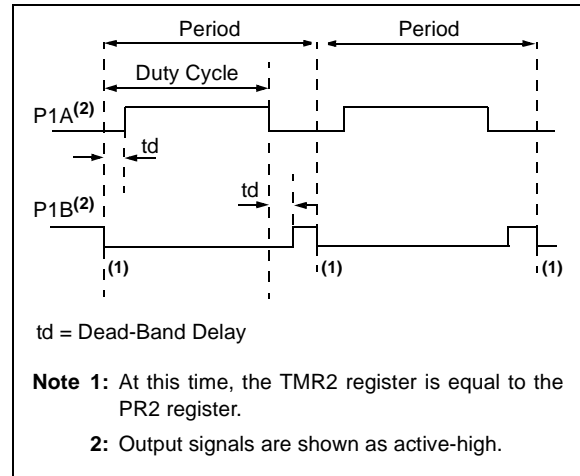 Period
Period
Duty Cycle
P1A(2)
td
td
P1B(2)
(1)
(1)
(1)
td = Dead-Band Delay
Note 1: At this time, the TMR2 register is equal to the
PR2 register.
2: Output signals are shown as active-high.